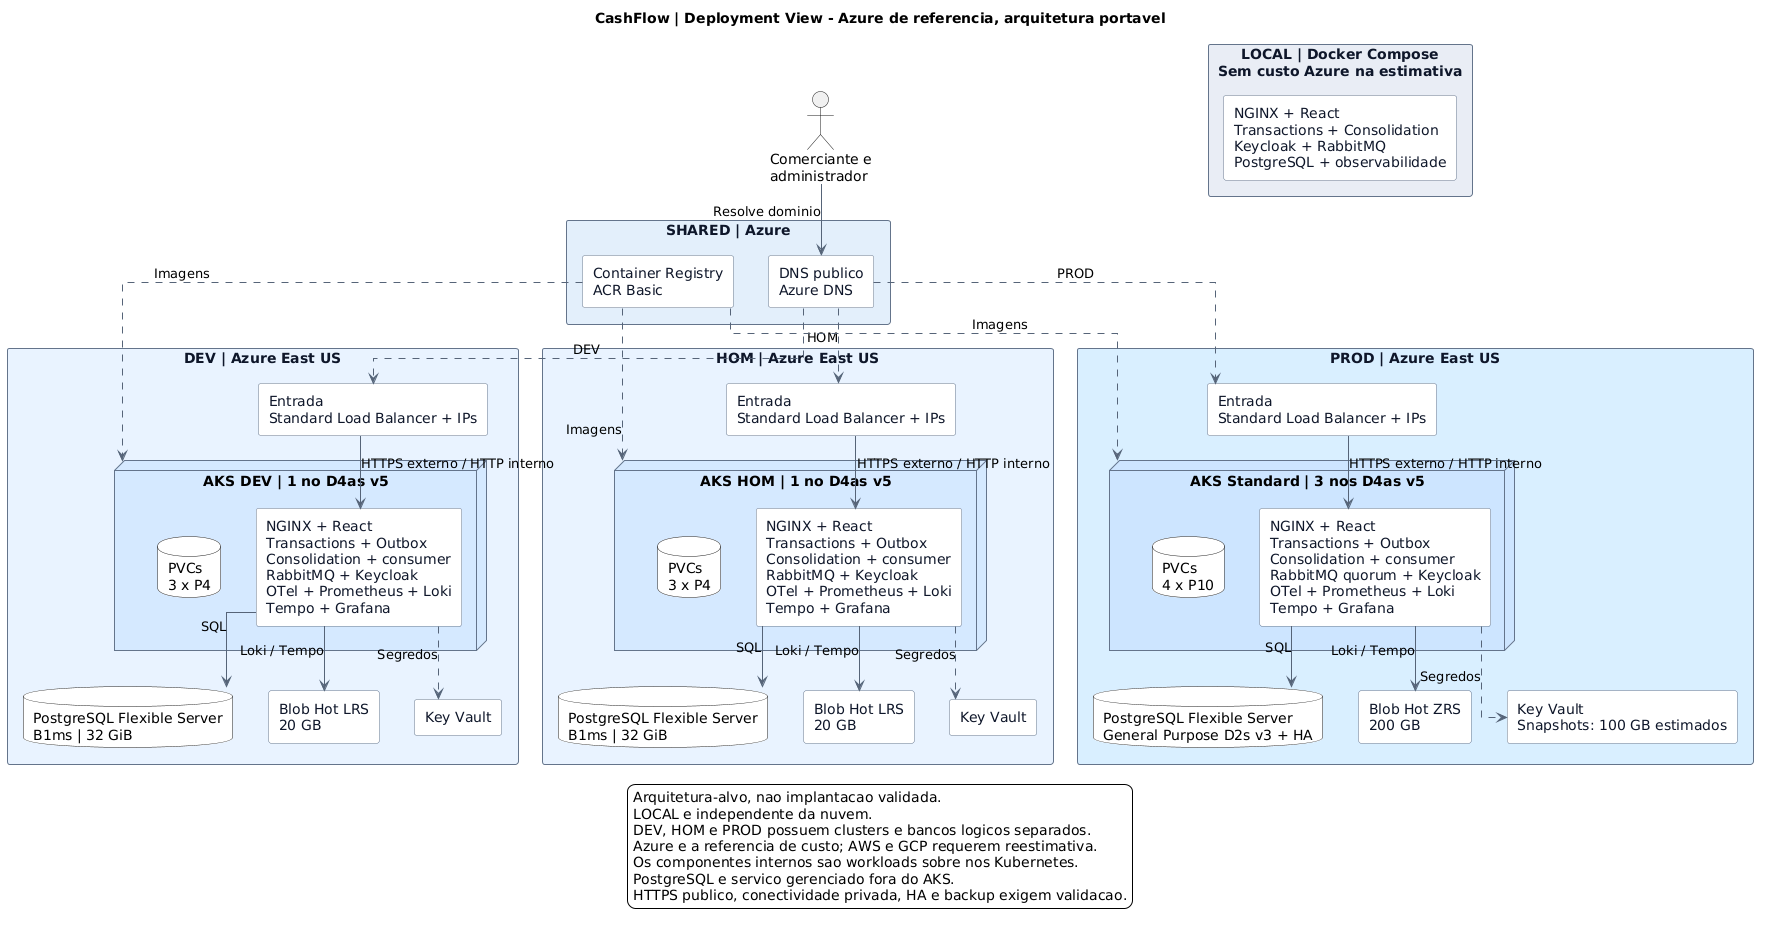 CashFlow | Deployment View - Azure de referencia, arquitetura portavel
LOCAL | Docker Compose
Sem custo Azure na estimativa
NGINX + React
Transactions + Consolidation
Keycloak + RabbitMQ
PostgreSQL + observabilidade
Comerciante e
administrador
Resolve dominio
SHARED | Azure
Container Registry
ACR Basic
DNS publico
Azure DNS
Imagens
PROD
Imagens
HOM
DEV
DEV | Azure East US
Entrada
Standard Load Balancer + IPs
HTTPS externo / HTTP interno
AKS DEV | 1 no D4as v5
PVCs
3 x P4
NGINX + React
Transactions + Outbox
Consolidation + consumer
RabbitMQ + Keycloak
OTel + Prometheus + Loki
Tempo + Grafana
SQL
Loki / Tempo
Segredos
PostgreSQL Flexible Server
B1ms | 32 GiB
Blob Hot LRS
20 GB
Key Vault
HOM | Azure East US
Entrada
Standard Load Balancer + IPs
Imagens
HTTPS externo / HTTP interno
AKS HOM | 1 no D4as v5
PVCs
3 x P4
NGINX + React
Transactions + Outbox
Consolidation + consumer
RabbitMQ + Keycloak
OTel + Prometheus + Loki
Tempo + Grafana
SQL
Loki / Tempo
Segredos
PostgreSQL Flexible Server
B1ms | 32 GiB
Blob Hot LRS
20 GB
Key Vault
PROD | Azure East US
Entrada
Standard Load Balancer + IPs
HTTPS externo / HTTP interno
AKS Standard | 3 nos D4as v5
PVCs
4 x P10
NGINX + React
Transactions + Outbox
Consolidation + consumer
RabbitMQ quorum + Keycloak
OTel + Prometheus + Loki
Tempo + Grafana
SQL
Loki / Tempo
Segredos
PostgreSQL Flexible Server
General Purpose D2s v3 + HA
Blob Hot ZRS
200 GB
Key Vault
Snapshots: 100 GB estimados
Arquitetura-alvo, nao implantacao validada.
LOCAL e independente da nuvem.
DEV, HOM e PROD possuem clusters e bancos logicos separados.
Azure e a referencia de custo; AWS e GCP requerem reestimativa.
Os componentes internos sao workloads sobre nos Kubernetes.
PostgreSQL e servico gerenciado fora do AKS.
HTTPS publico, conectividade privada, HA e backup exigem validacao.